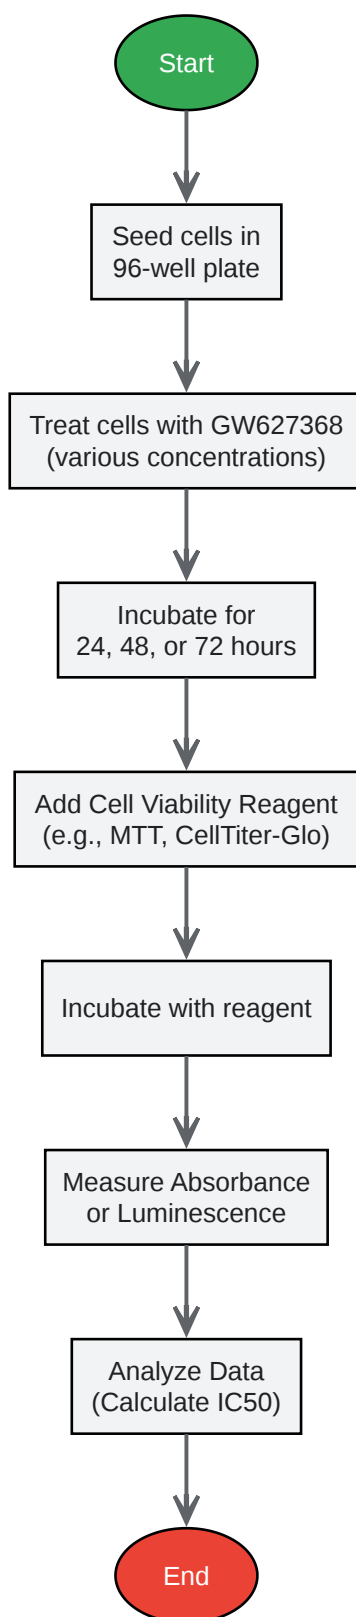 Start
Seed cells in
96-well plate
Treat cells with GW627368
(various concentrations)
Incubate for
24, 48, or 72 hours
Add Cell Viability Reagent
(e.g., MTT, CellTiter-Glo)
Incubate with reagent
Measure Absorbance
or Luminescence
Analyze Data
(Calculate IC50)
End